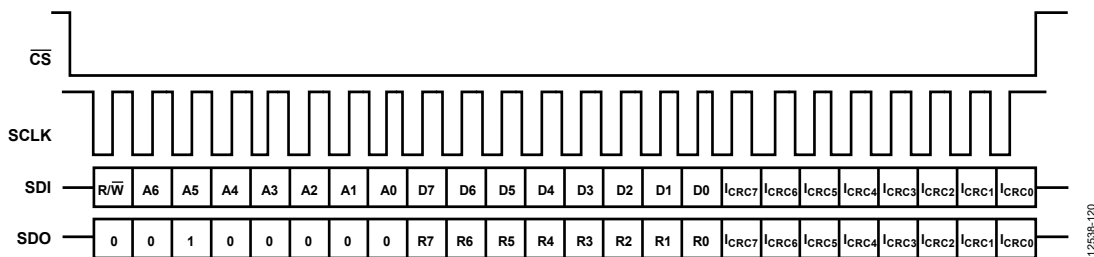 CS
SCLK
SDI R/W A6 A5 A4 A3 A2 A1 A0 D7 D6 D5 D4 D3 D2 D1 D0 ICRC7 ICRC6 ICRC5 ICRC4 ICRC3 ICRC2 ICRC1 ICRC0
SDO 0 0 1 0 0 0 0 0 R7 R6 R5 R4 R3 R2 R1 R0 ICRC7 ICRC6 ICRC5 ICRC4 ICRC3 ICRC2 ICRC1 ICRC0
12538-120